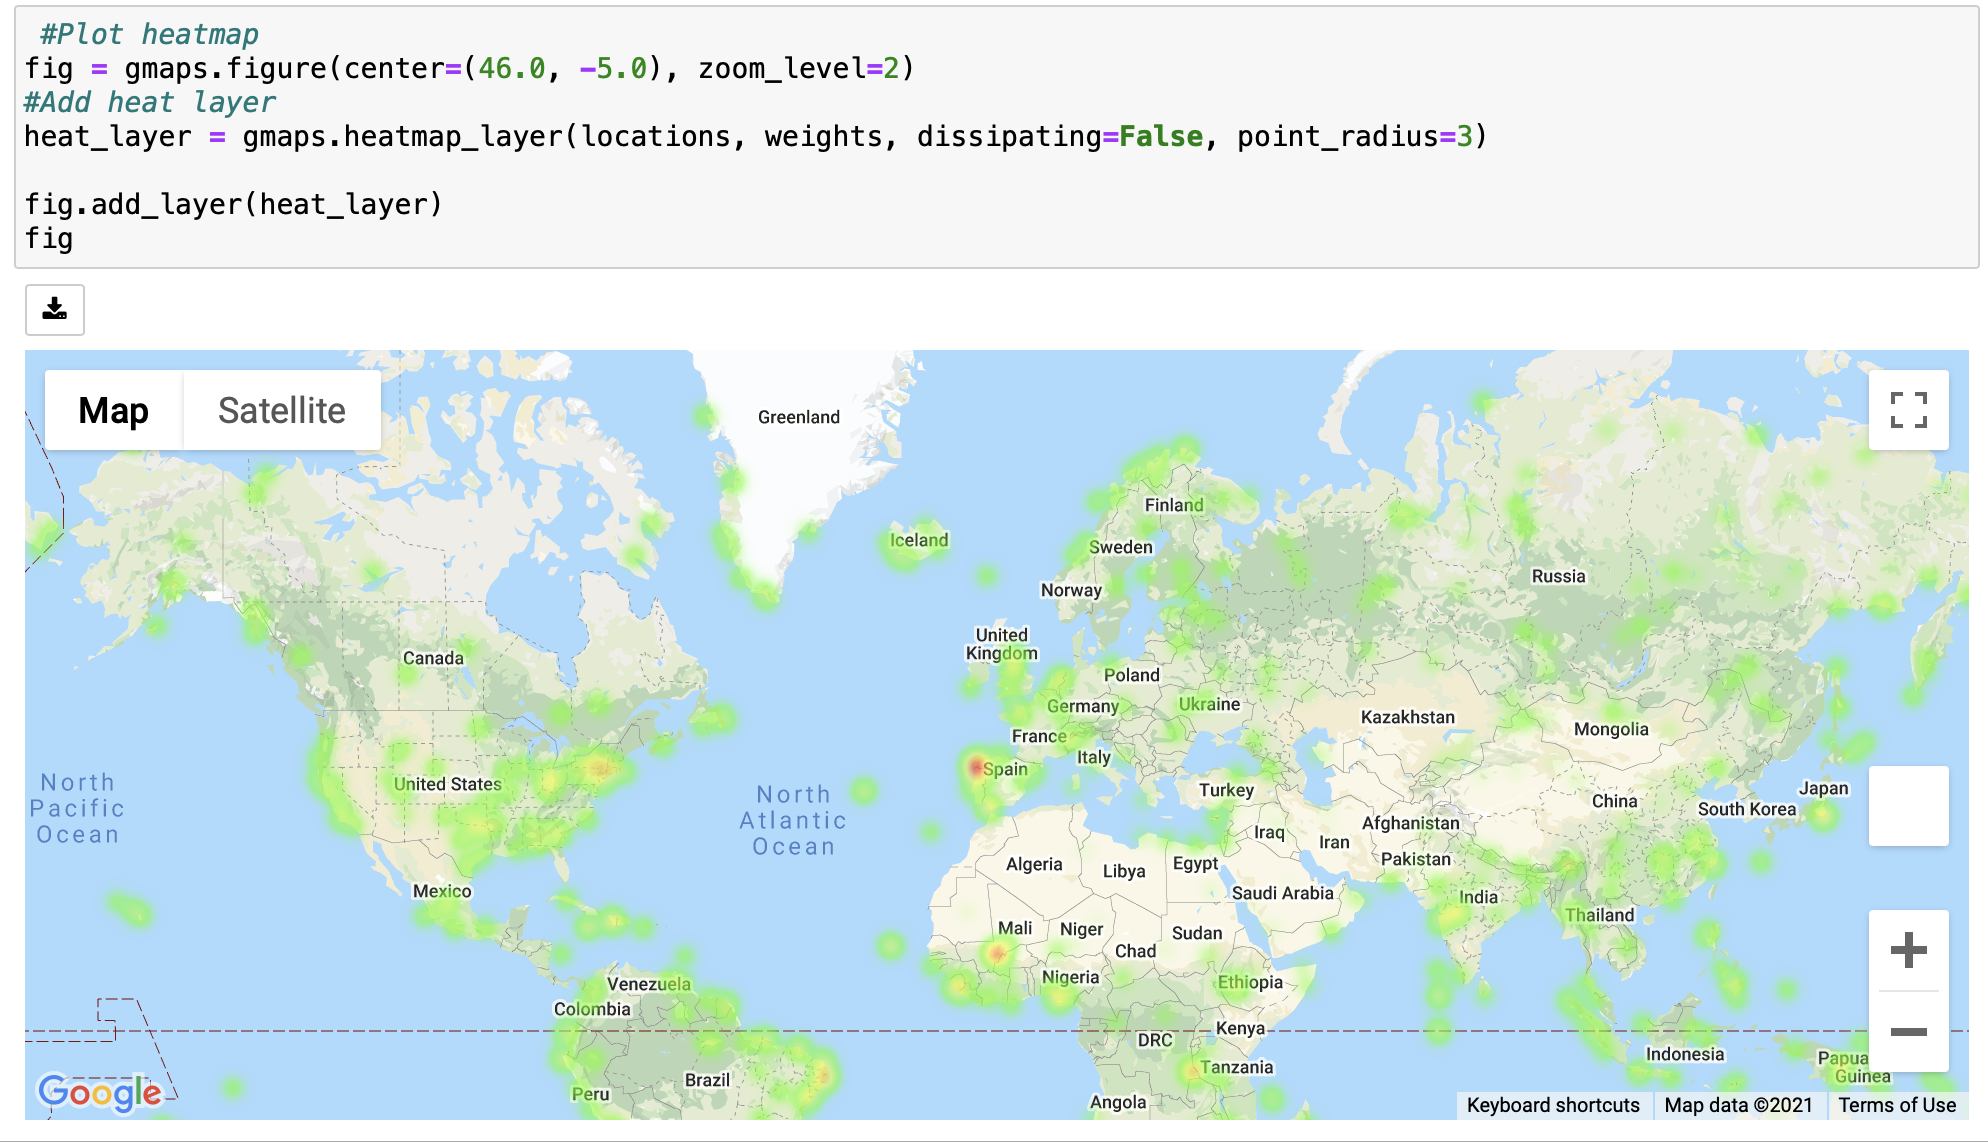 #Plot heatmap
fig = gmaps.figure(center=(46.0, -5.0), zoom_level=2)
#Add heat layer
heat_layer = gmaps.heatmap_layer(locations, weights, dissipating=False, point_radius=3)
fig.add_layer(heat_layer)
fig
Map
Satellite
Greenland
Finland
Iceland
Sweden
Russia
Norway
United
Kingdom
Canada
Poland
Germany
Ukraine
Kazakhstan
Mongolia
France
Italy
Spain
United States
Turkey
Japan
China
South Korea
North
Pacific
Ocean
North
Atlantic
Ocean
Iraq
Iran
Afghanistan
Pakistan
Algeria
Libya
Egypt
Saudi Arabia
India
Mexico
Thailand
Mali
Niger
Sudan
Chad
Nigeria
Ethiopia
Venezuela
Colombia
Kenya
DRC
Indonesia
Papua
Guinea
Tanzania
Brazil
Peru
Angola
Google
Keyboard shortcuts
Map data ©2021
Terms of Use